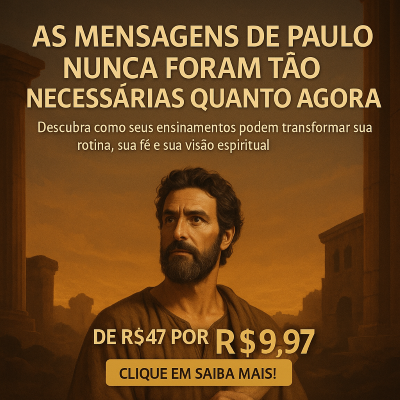 AS MENSAGENS DE PAULO
NUNCA FORAM TÃO
NECESSÁRIAS QUANTO AGORA
Descubra como seus ensinamentos podem transformar sua
rotina, sua fé e sua visão espiritual
DE R$47 POR R$9,97
CLIQUE EM SAIBA MAIS!